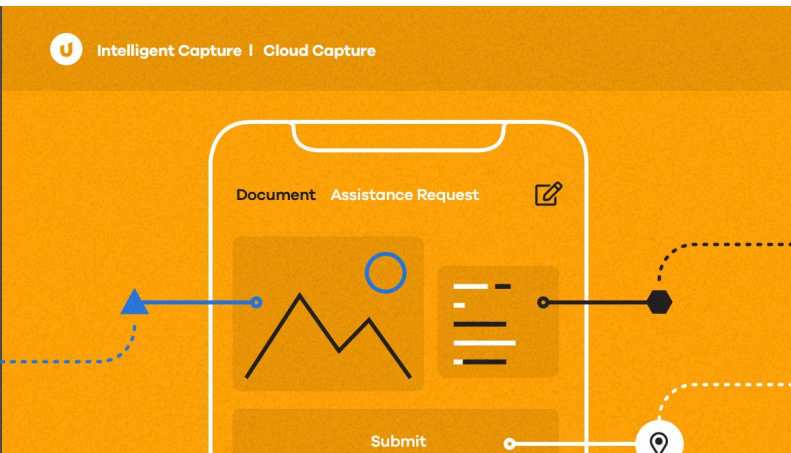 U Intelligent Capture | Cloud Capture
Document Assistance Request
Submit